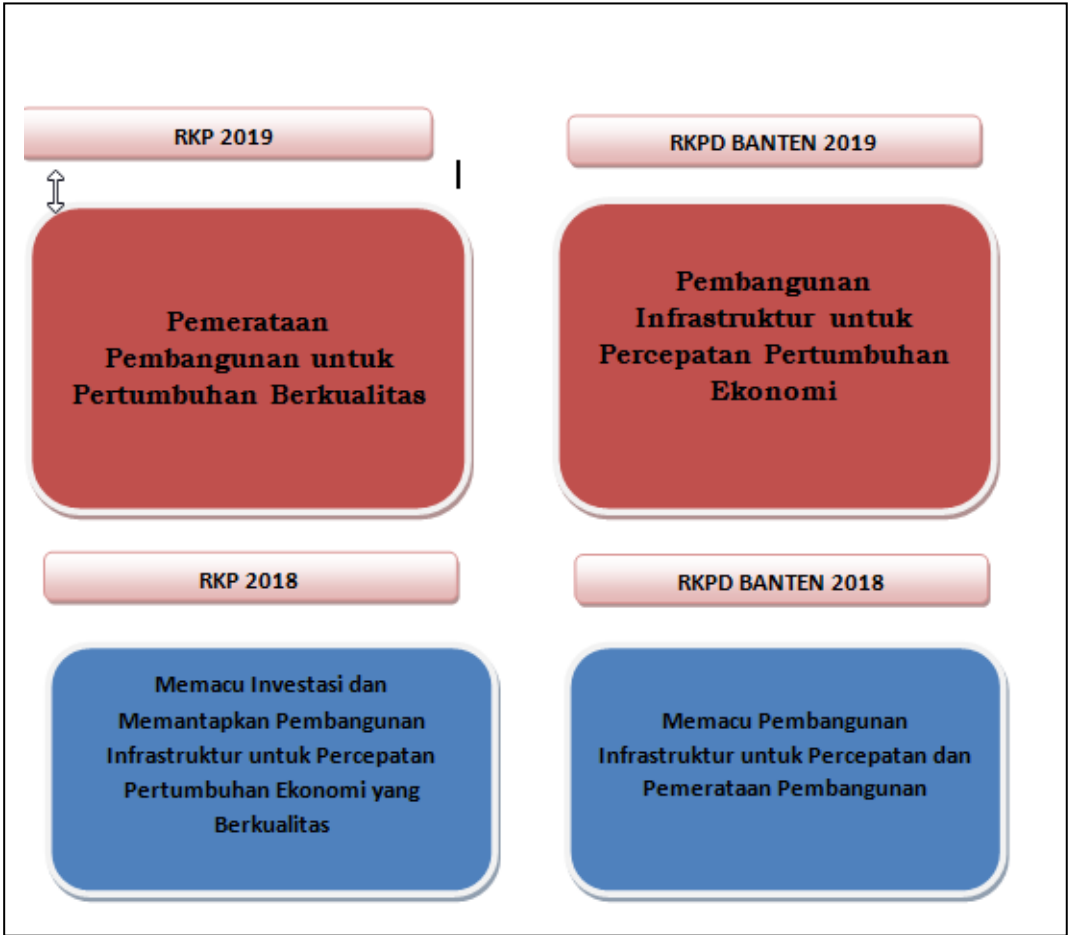 RKP 2019
RKPD BANTEN 2019
Pemerataan
Pembangunan untuk
Pertumbuhan Berkualitas
Pembangunan
Infrastruktur untuk
Percepatan Pertumbuhan
Ekonomi
RKP 2018
RKPD BANTEN 2018
Memacu Investasi dan
Memantapkan Pembangunan
Infrastruktur untuk Percepatan
Pertumbuhan Ekonomi yang
Berkualitas
Memacu Pembangunan
Infrastruktur untuk Percepatan dan
Pemerataan Pembangunan